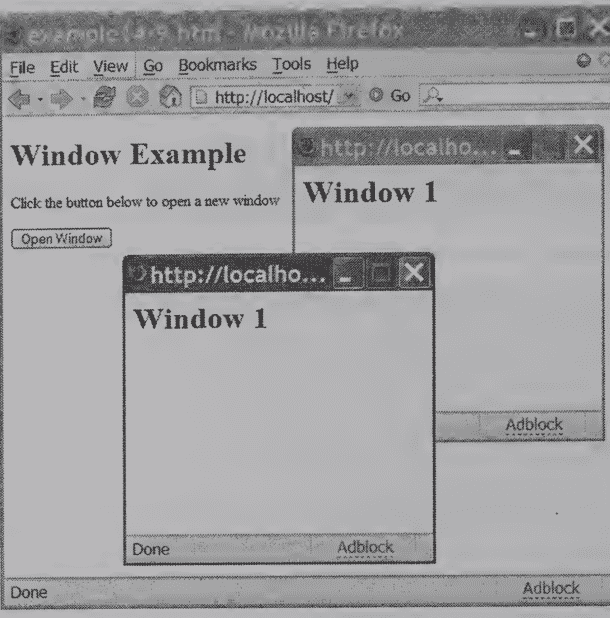 example14-9.htm - Mozilla Firefox
File Edit View Go Bookmarks Tools Help
http://localhost/ Go
Window Example
Click the button below to open a new window
Open Window
http://localho...
Window 1
Adblock
http://localho...
Window 1
Done Adblock
Done Adblock